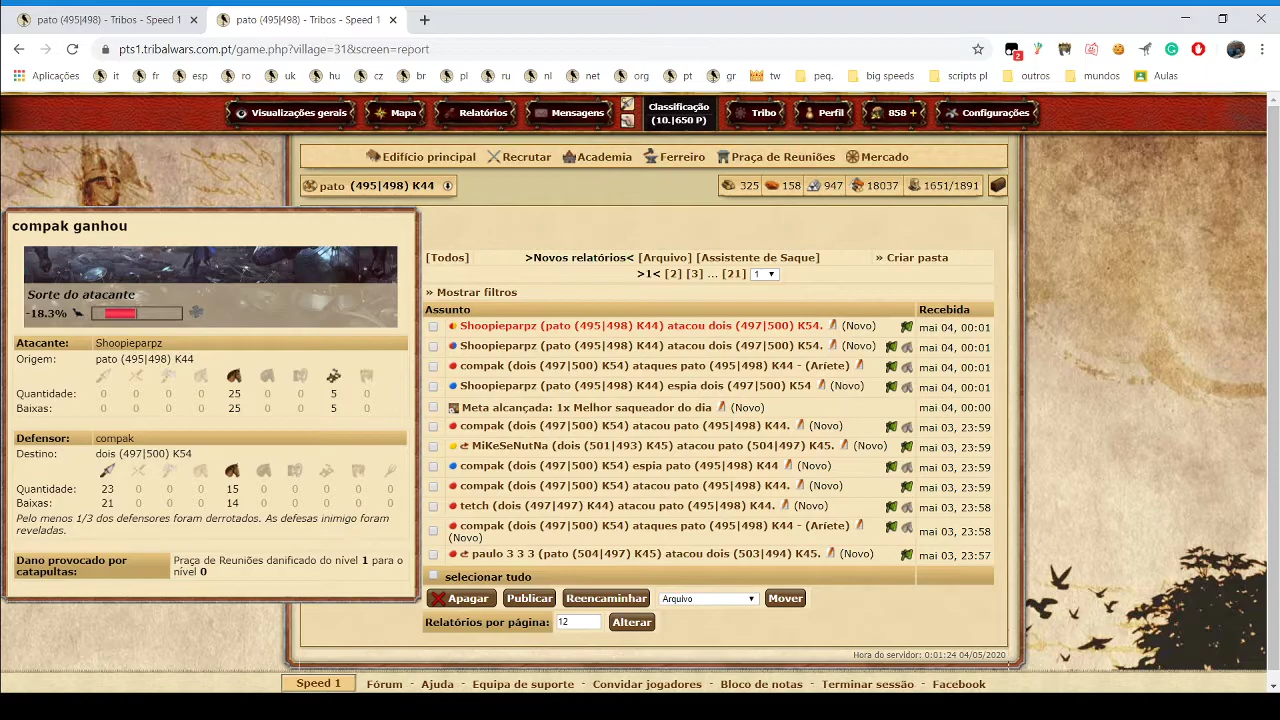 pato (495|498) - Tribos - Speed 1
pato (495|498) - Tribos - Speed 1
pts1.tribalwars.com.pt/game.php?village=31&screen=report
2
Aplicações it fr esp ro uk hu cz br pl ru nl net org pt gr tw peq. big speeds scripts pl outros mundos Aulas
Visualizações gerais Mapa Relatórios Mensagens Classificação (10.|650 P) Tribo Perfil 858 + Configurações
Edifício principal Recrutar Academia Ferreiro Praça de Reuniões Mercado
pato (495|498) K44 325 158 947 18037 1651/1891
compak ganhou
Sorte do atacante
-18.3%
Atacante: Shoopieparpz
Origem: pato (495|498) K44
Quantidade: 0 0 0 0 25 0 0 5 0
Baixas: 0 0 0 0 25 0 0 5 0
Defensor: compak
Destino: dois (497|500) K54
Quantidade: 23 0 0 0 15 0 0 0 0 0
Baixas: 21 0 0 0 14 0 0 0 0 0
Pelo menos 1/3 dos defensores foram derrotados. As defesas inimigo foram
reveladas.
Dano provocado por catapultas: Praça de Reuniões danificado do nível 1 para o nível 0
[Todos] >Novos relatórios< [Arquivo] [Assistente de Saque] » Criar pasta
>1< [2] [3] ... [21] 1
» Mostrar filtros
Assunto Recebida
Shoopieparpz (pato (495|498) K44) atacou dois (497|500) K54. (Novo) mai 04, 00:01
Shoopieparpz (pato (495|498) K44) atacou dois (497|500) K54. (Novo) mai 04, 00:01
compak (dois (497|500) K54) ataques pato (495|498) K44 - (Aríete) (Novo) mai 04, 00:01
Shoopieparpz (pato (495|498) K44) espia dois (497|500) K54 (Novo) mai 04, 00:01
Meta alcançada: 1x Melhor saqueador do dia (Novo) mai 04, 00:00
compak (dois (497|500) K54) atacou pato (495|498) K44. (Novo) mai 03, 23:59
MiKeSeNutNa (dois (501|493) K45) atacou pato (504|497) K45. (Novo) mai 03, 23:59
compak (dois (497|500) K54) espia pato (495|498) K44 (Novo) mai 03, 23:59
compak (dois (497|500) K54) atacou pato (495|498) K44. (Novo) mai 03, 23:59
tetch (dois (497|497) K44) atacou pato (495|498) K44. (Novo) mai 03, 23:58
compak (dois (497|500) K54) ataques pato (495|498) K44 - (Aríete) (Novo) mai 03, 23:58
paulo 3 3 3 (pato (504|497) K45) atacou dois (503|494) K45. (Novo) mai 03, 23:57
selecionar tudo
Apagar Publicar Reencaminhar Arquivo Mover
Relatórios por página: 12 Alterar
Hora do servidor: 0:01:24 04/05/2020
Speed 1 Fórum - Ajuda - Equipa de suporte - Convidar jogadores - Bloco de notas - Terminar sessão - Facebook